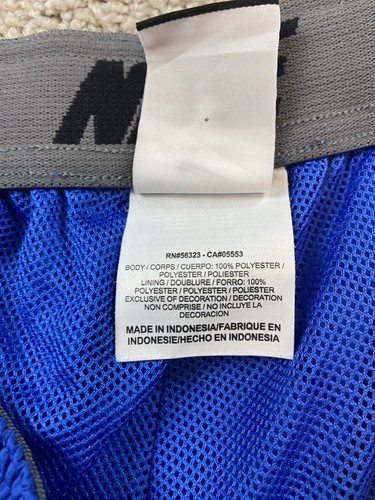 RN#56323 - CA#05553
BODY / CORPS / CUERPO: 100% POLYESTER /
POLYESTER / POLIESTER
LINING / DOUBLURE / FORRO: 100%
POLYESTER / POLYESTER / POLIESTER
EXCLUSIVE OF DECORATION / DECORATION
NON COMPRISE / NO INCLUYE LA
DECORACION
MADE IN INDONESIA/FABRIQUE EN
INDONESIE/HECHO EN INDONESIA